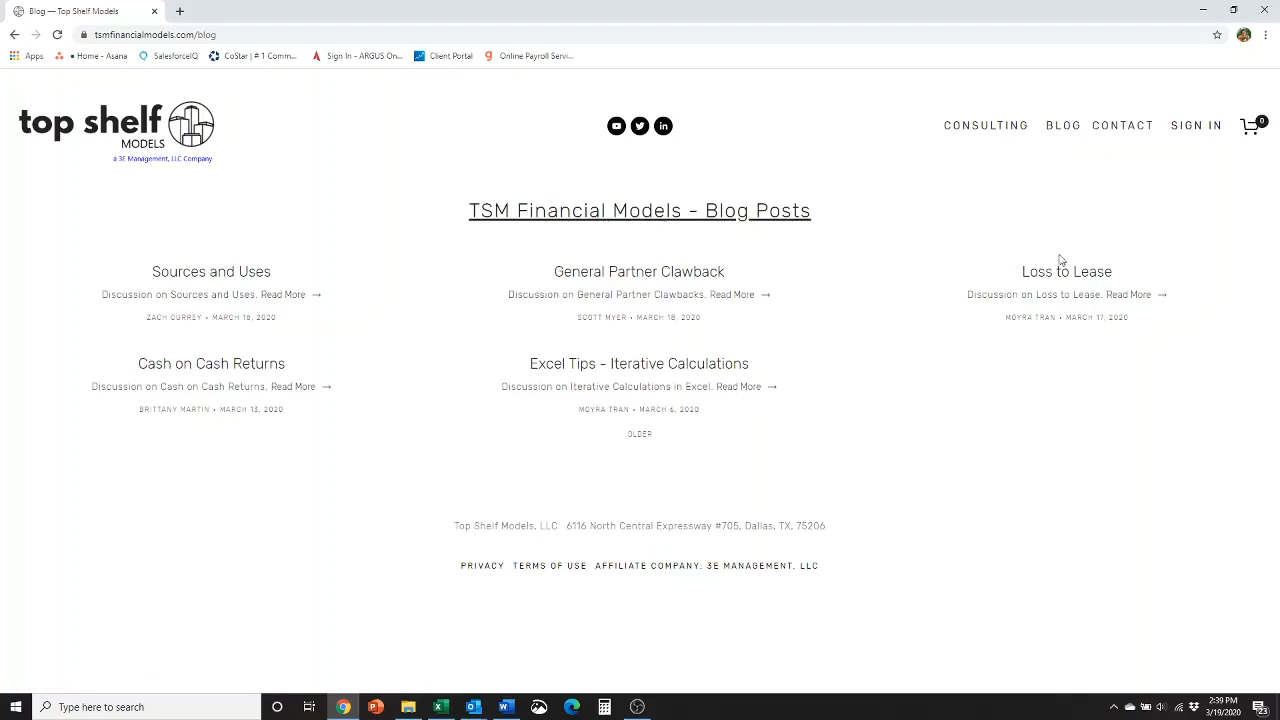 Blog — Top Shelf Models
tsmfinancialmodels.com/blog
Apps
• Home - Asana
SalesforceIQ
CoStar | # 1 Comm...
Sign In - ARGUS On...
Client Portal
Online Payroll Servi...
top shelf
MODELS
a 3E Management, LLC Company
CONSULTING BLOG CONTACT SIGN IN 0
TSM Financial Models - Blog Posts
Sources and Uses
Discussion on Sources and Uses. Read More →
ZACH CURREY • MARCH 18, 2020
General Partner Clawback
Discussion on General Partner Clawbacks. Read More →
SCOTT MYER • MARCH 18, 2020
Loss to Lease
Discussion on Loss to Lease. Read More →
MOYRA TRAN • MARCH 17, 2020
Cash on Cash Returns
Discussion on Cash on Cash Returns. Read More →
BRITTANY MARTIN • MARCH 13, 2020
Excel Tips - Iterative Calculations
Discussion on Iterative Calculations in Excel. Read More →
MOYRA TRAN • MARCH 6, 2020
OLDER
Top Shelf Models, LLC 6116 North Central Expressway #705, Dallas, TX, 75206
PRIVACY TERMS OF USE AFFILIATE COMPANY: 3E MANAGEMENT, LLC
Type here to search
2:39 PM
3/19/2020